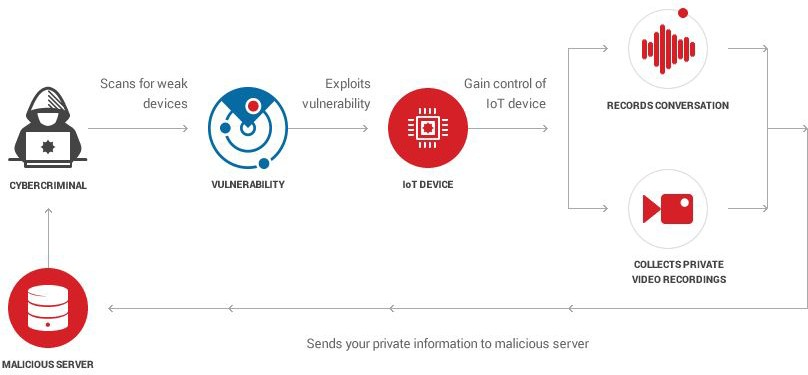 Scans for weak
devices
Exploits
vulnerability
Gain control of
IoT device
RECORDS CONVERSATION
CYBERCRIMINAL
VULNERABILITY
IoT DEVICE
COLLECTS PRIVATE
VIDEO RECORDINGS
Sends your private information to malicious server
MALICIOUS SERVER